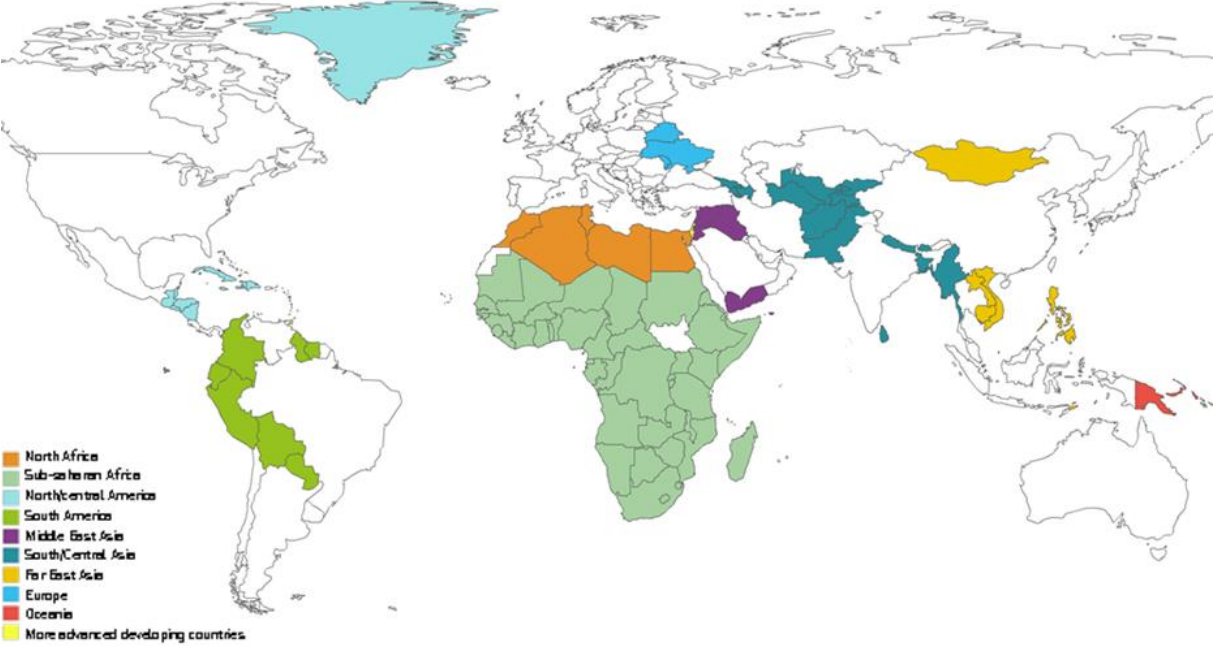 North Africa
Sub-saharan Africa
North/central America
South America
Middle East Asia
South/Central Asia
Far East Asia
Europe
Oceania
More advanced developing countries